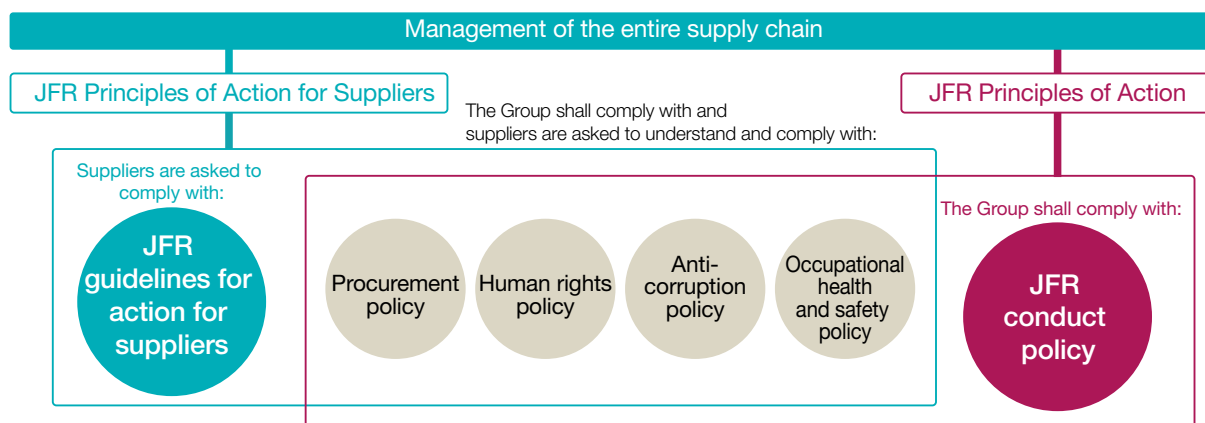 Management of the entire supply chain
JFR Principles of Action for Suppliers
JFR Principles of Action
The Group shall comply with and
suppliers are asked to understand and comply with:
Suppliers are asked to
comply with:
JFR
guidelines for
action for
suppliers
Procurement
policy
Human rights
policy
Anti-
corruption
policy
Occupational
health
and safety
policy
The Group shall comply with:
JFR
conduct
policy